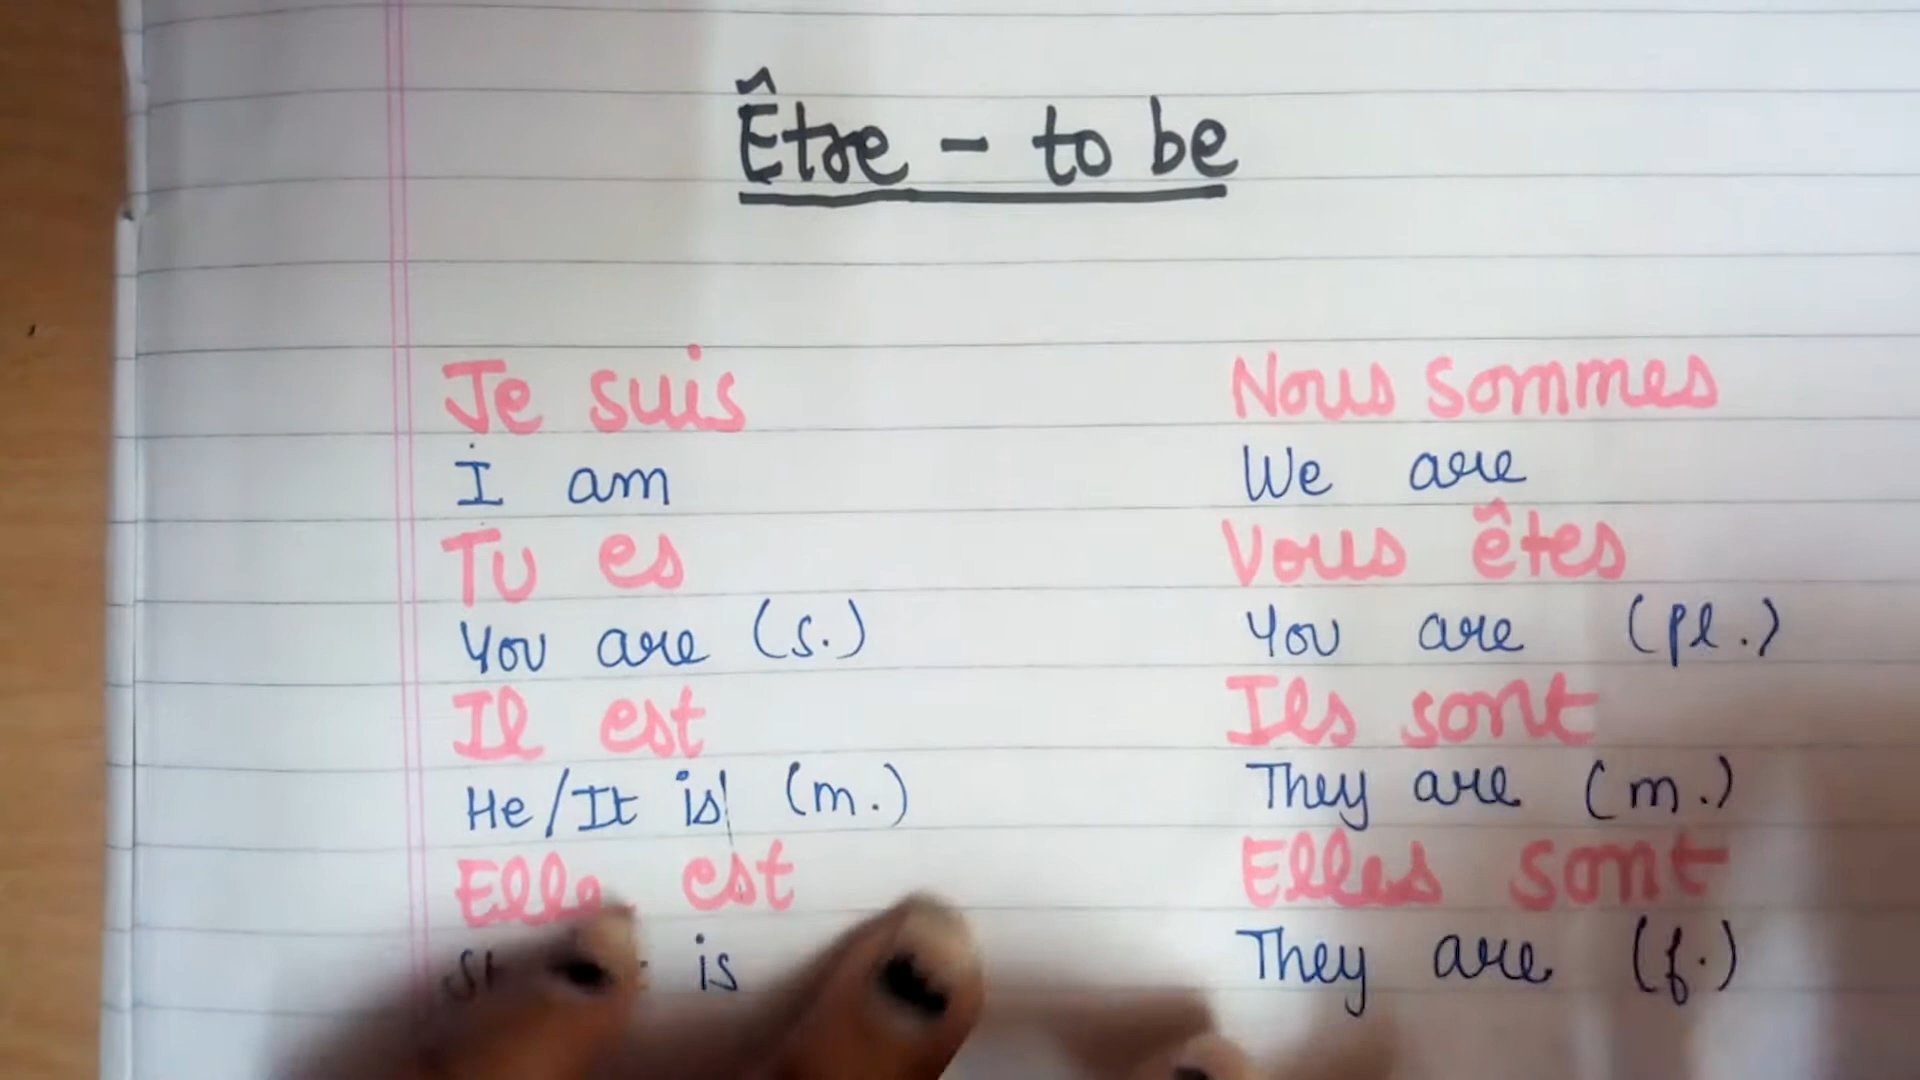 Être - to be
Je suis
I am
Tu es
You are (s.)
Il est
He/It is (m.)
Elle est
is
Nous sommes
We are
Vous êtes
You are (pl.)
Ils sont
They are (m.)
Elles sont
They are (f.)